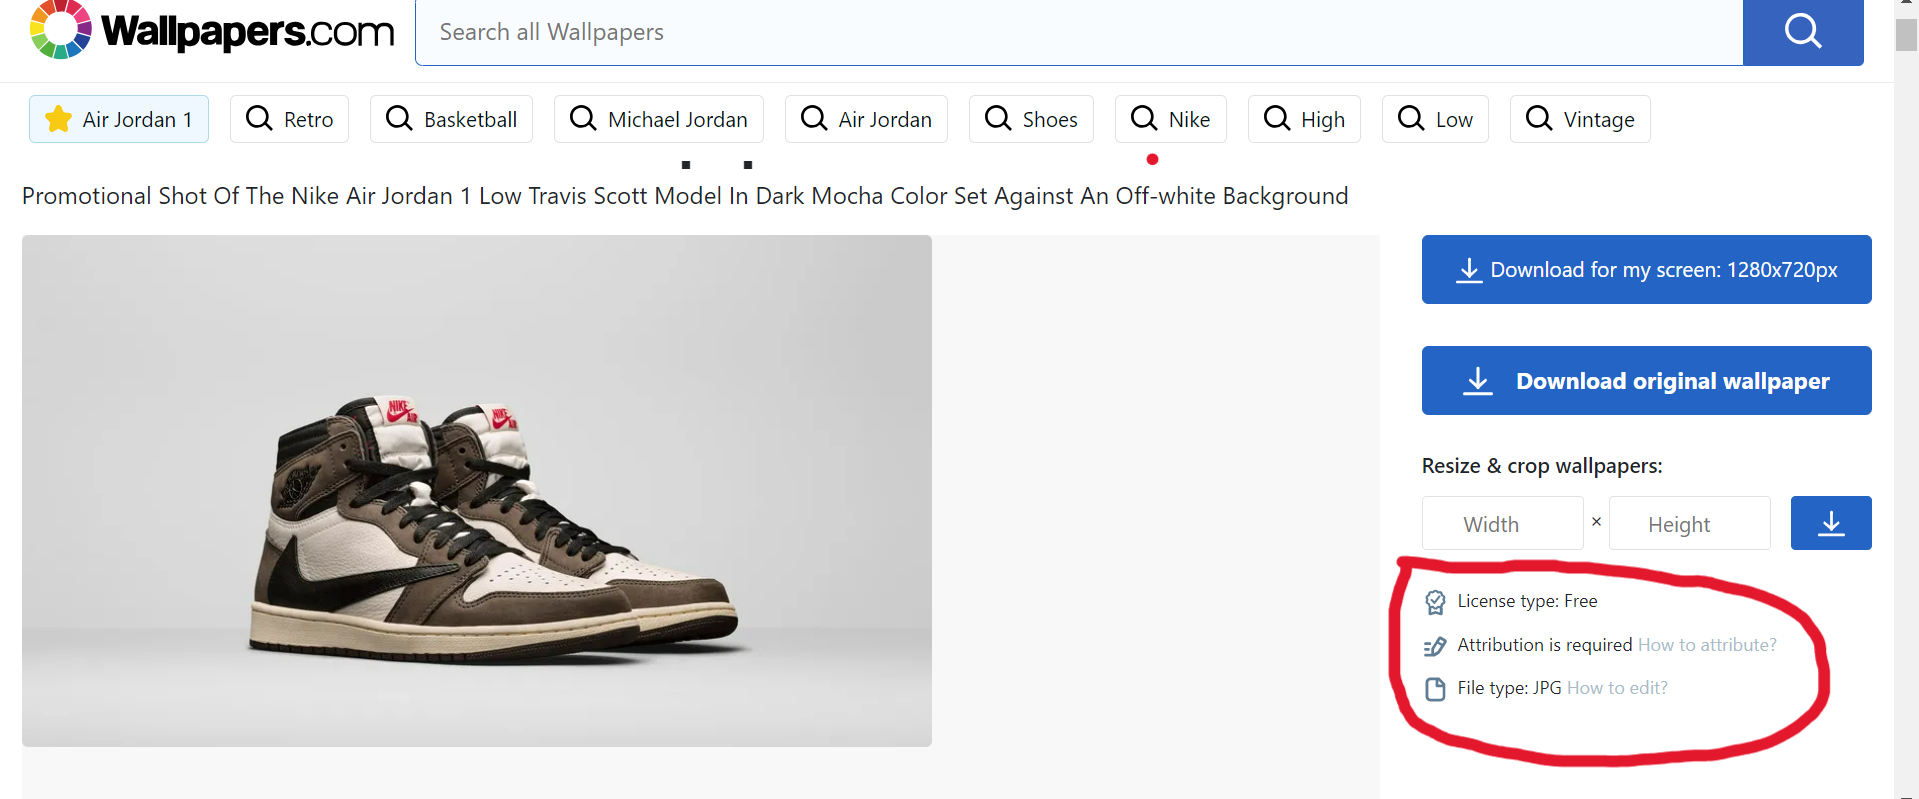 Wallpapers.com
Search all Wallpapers
Air Jordan 1
Retro
Basketball
Michael Jordan
Air Jordan
Shoes
Nike
High
Low
Vintage
Promotional Shot Of The Nike Air Jordan 1 Low Travis Scott Model In Dark Mocha Color Set Against An Off-white Background
Download for my screen: 1280x720px
Download original wallpaper
Resize & crop wallpapers:
Width × Height
License type: Free
Attribution is required How to attribute?
File type: JPG How to edit?
NIKE
AIR
NIKE
AIR